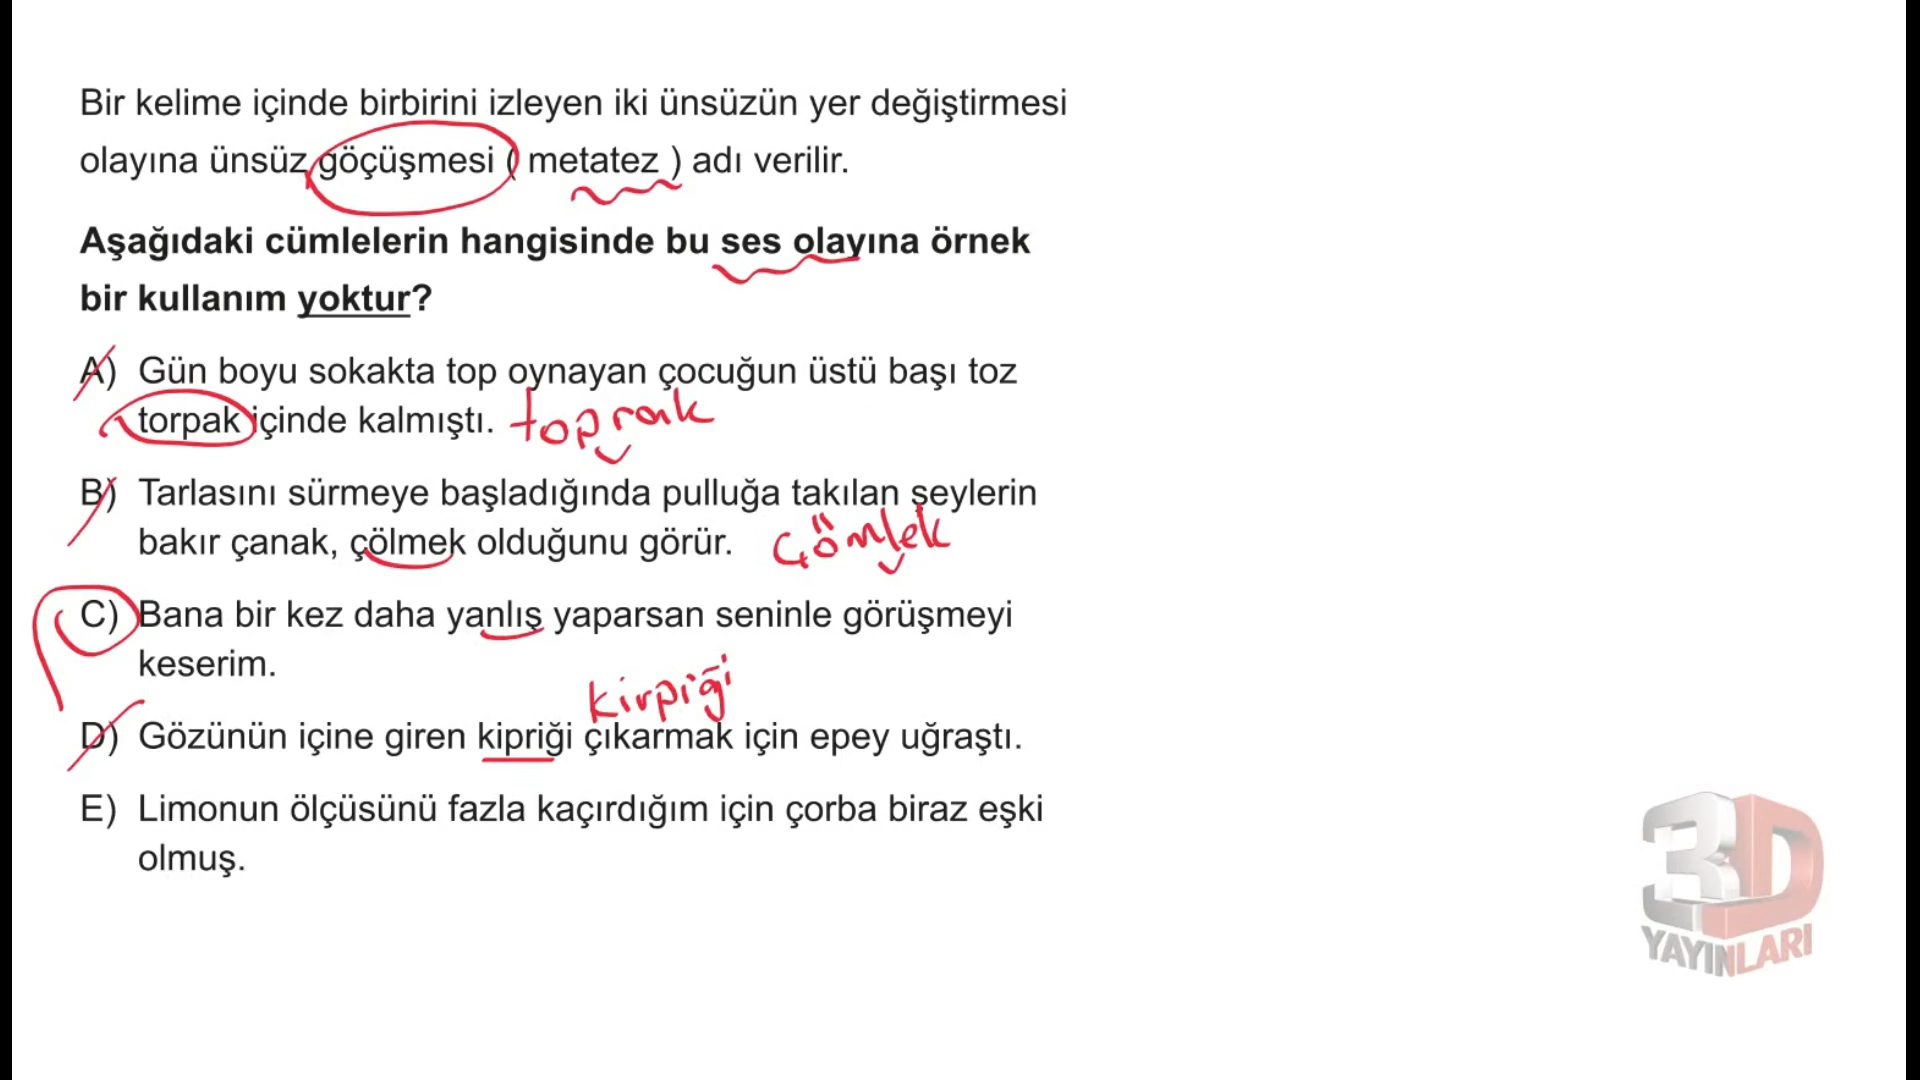 Bir kelime içinde birbirini izleyen iki ünsüzün yer değiştirmesi
olayına ünsüz göçüşmesi ( metatez ) adı verilir.
Aşağıdaki cümlelerin hangisinde bu ses olayına örnek
bir kullanım yoktur?
A) Gün boyu sokakta top oynayan çocuğun üstü başı toz
torpak içinde kalmıştı. toprak
B) Tarlasını sürmeye başladığında pulluğa takılan şeylerin
bakır çanak, çölmek olduğunu görür. çömlek
C) Bana bir kez daha yanlış yaparsan seninle görüşmeyi
keserim.
kirpiği
D) Gözünün içine giren kipriği çıkarmak için epey uğraştı.
E) Limonun ölçüsünü fazla kaçırdığım için çorba biraz eşki
olmuş.
3D
YAYINLARI